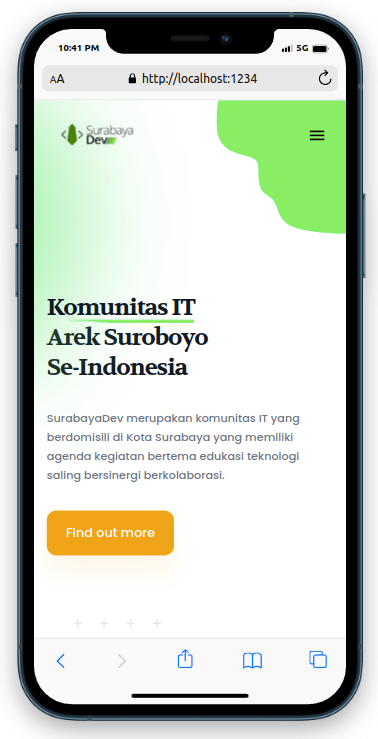 10:41 PM
5G
AA
http://localhost:1234
Surabaya
Dev
Komunitas IT
Arek Suroboyo
Se-Indonesia
SurabayaDev merupakan komunitas IT yang
berdomisili di Kota Surabaya yang memiliki
agenda kegiatan bertema edukasi teknologi
saling bersinergi berkolaborasi.
Find out more